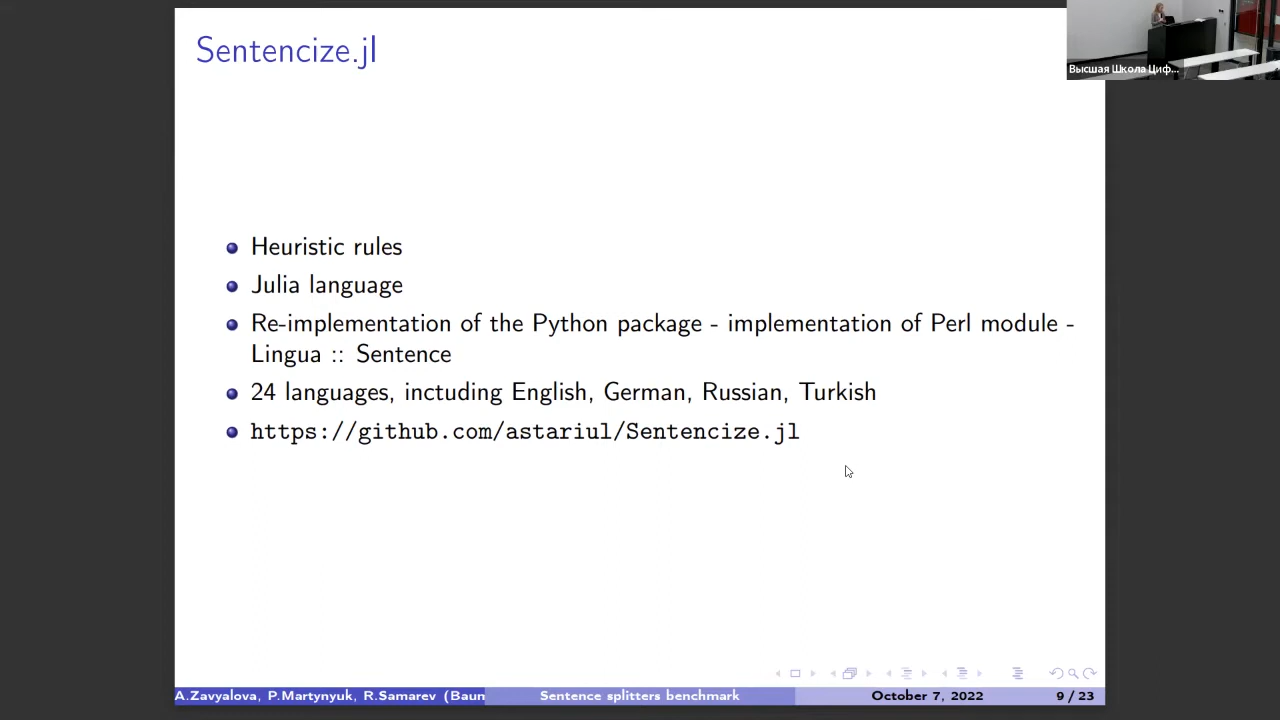 Sentencize.jl
Высшая Школа Циф...
Heuristic rules
Julia language
Re-implementation of the Python package - implementation of Perl module -
Lingua :: Sentence
24 languages, inctuding English, German, Russian, Turkish
https://github.com/astariul/Sentencize.jl
A.Zavyalova, P.Martynyuk, R.Samarev (Baun
Sentence splitters benchmark
October 7, 2022
9 / 23